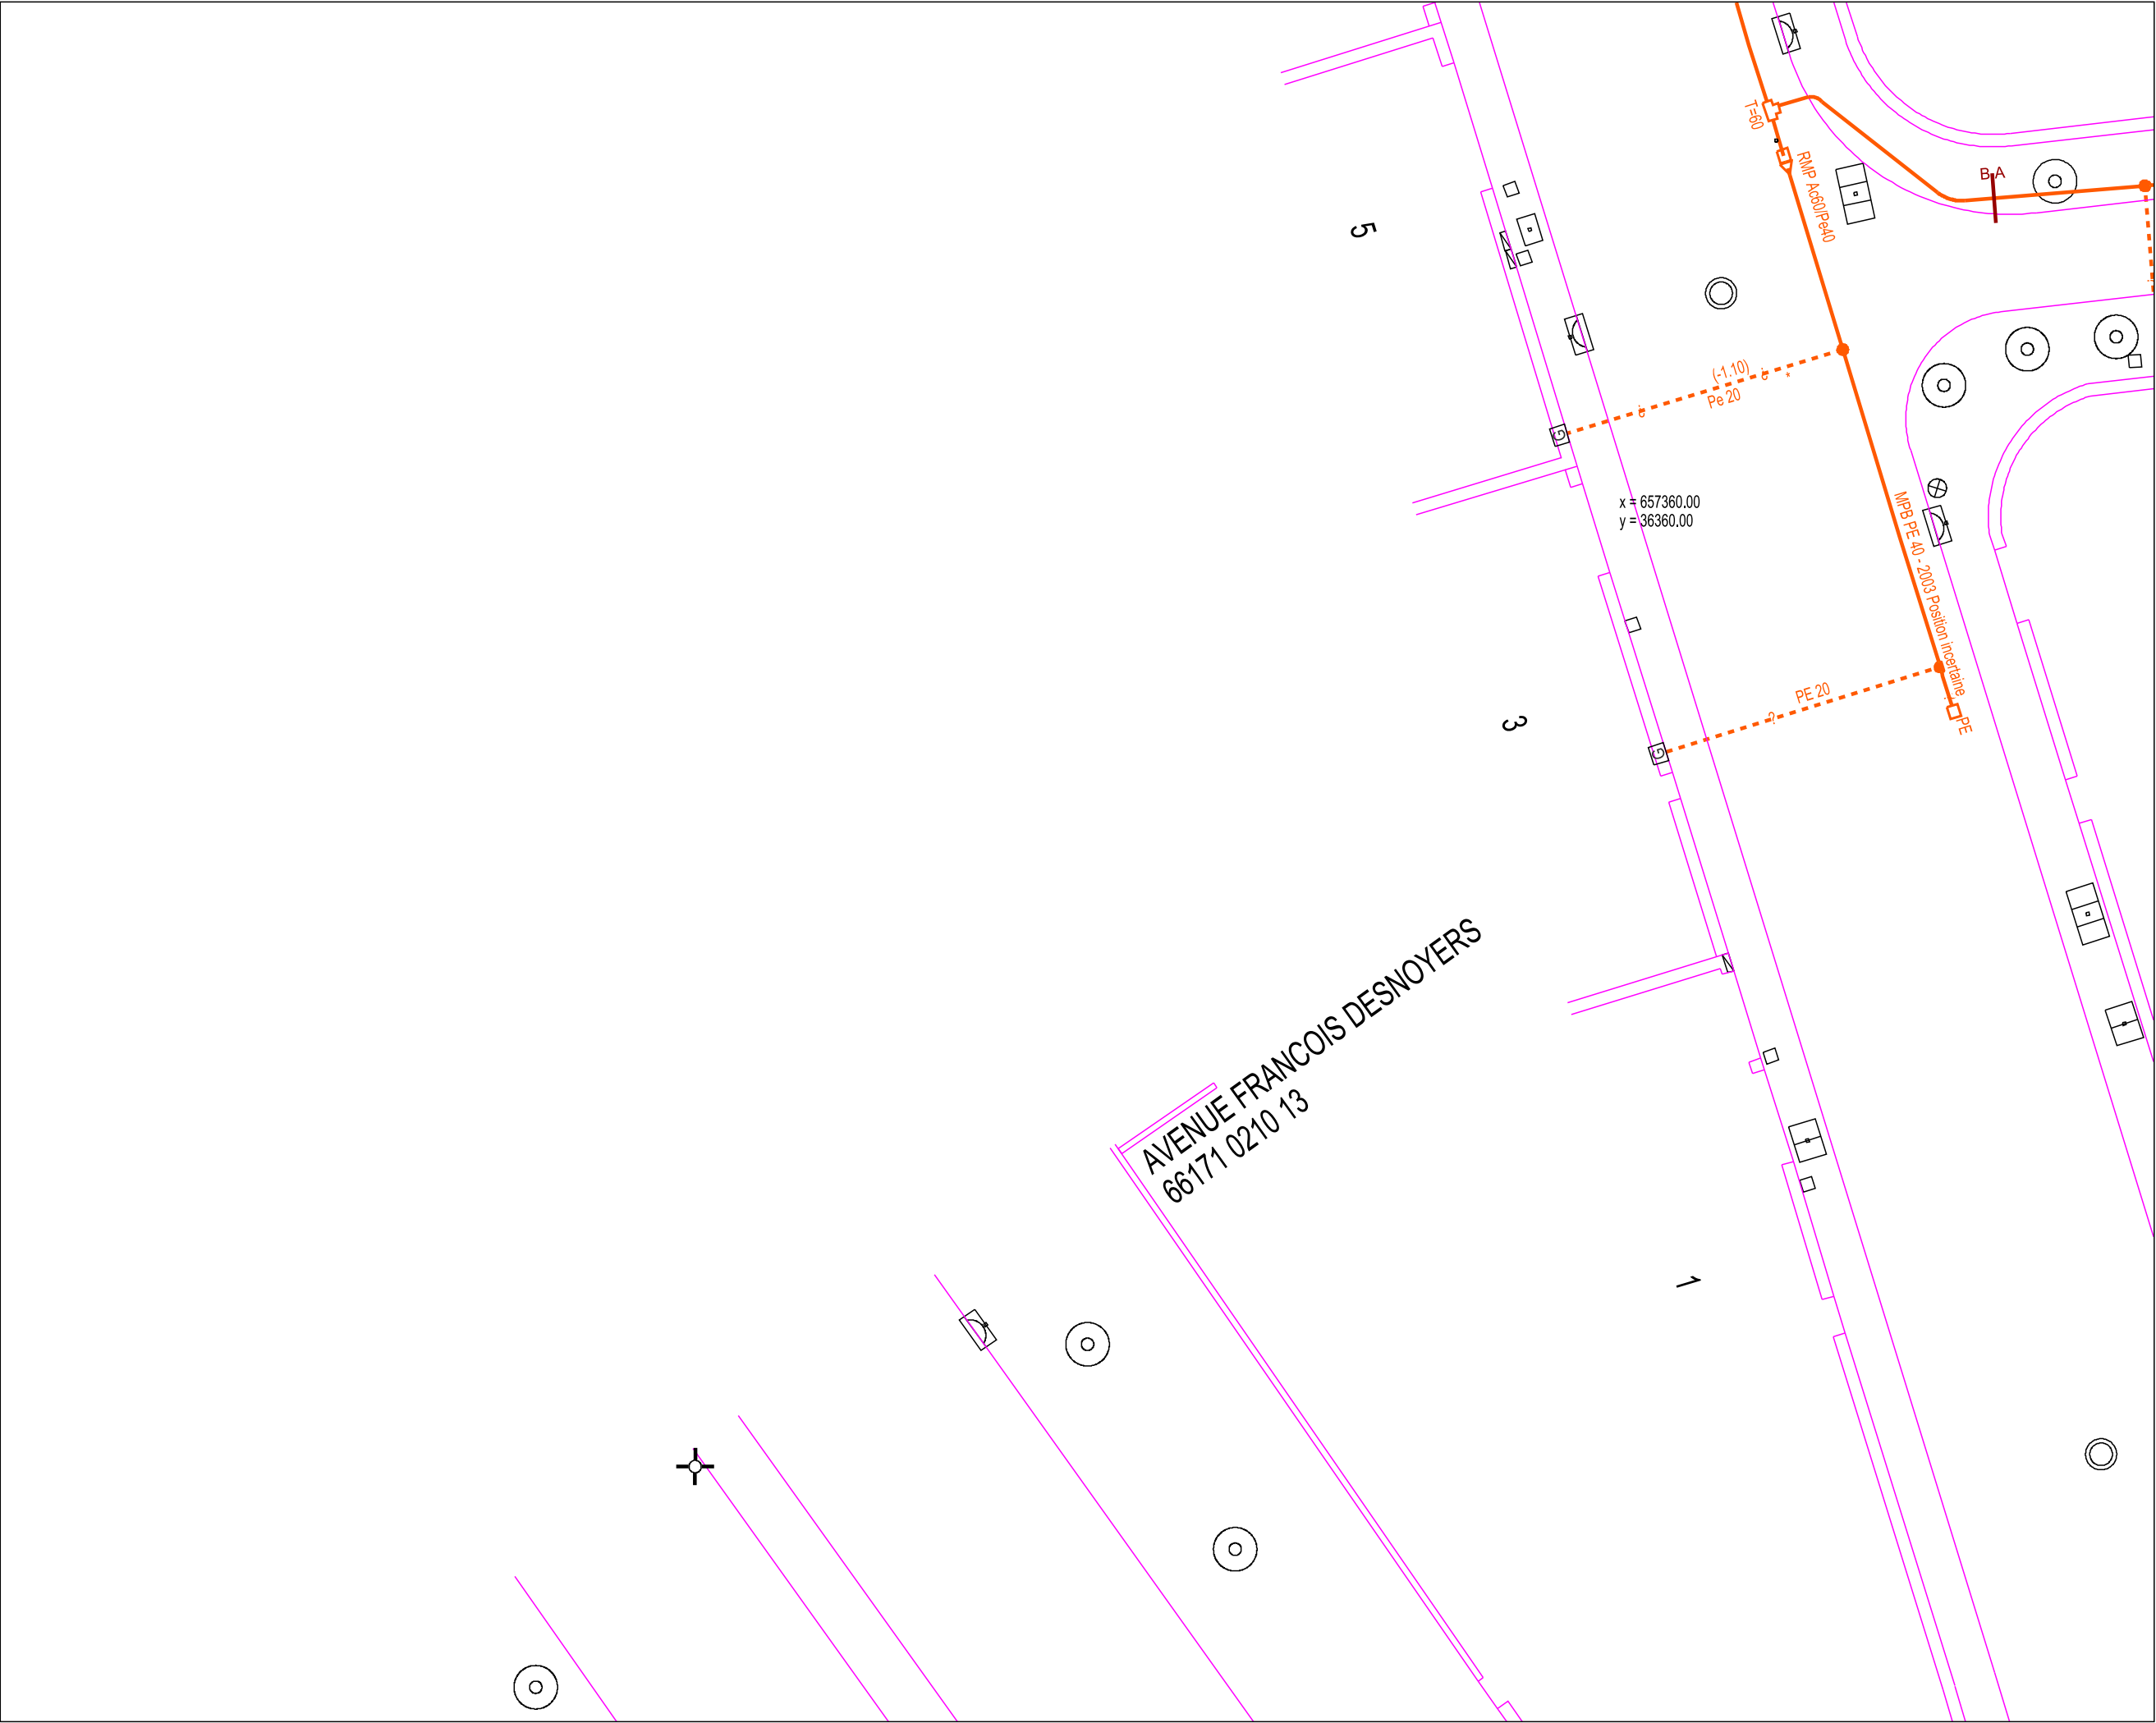 T=60
RMP Ac60/Pe40
B A
5
(-1.10)
Pe 20
?
?
*
G
x = 657360.00
y = 36360.00
MPB PE 40 - 2003 Position incertaine
PE
3
PE 20
?
G
AVENUE FRANCOIS DESNOYERS
66171 0210 13
1